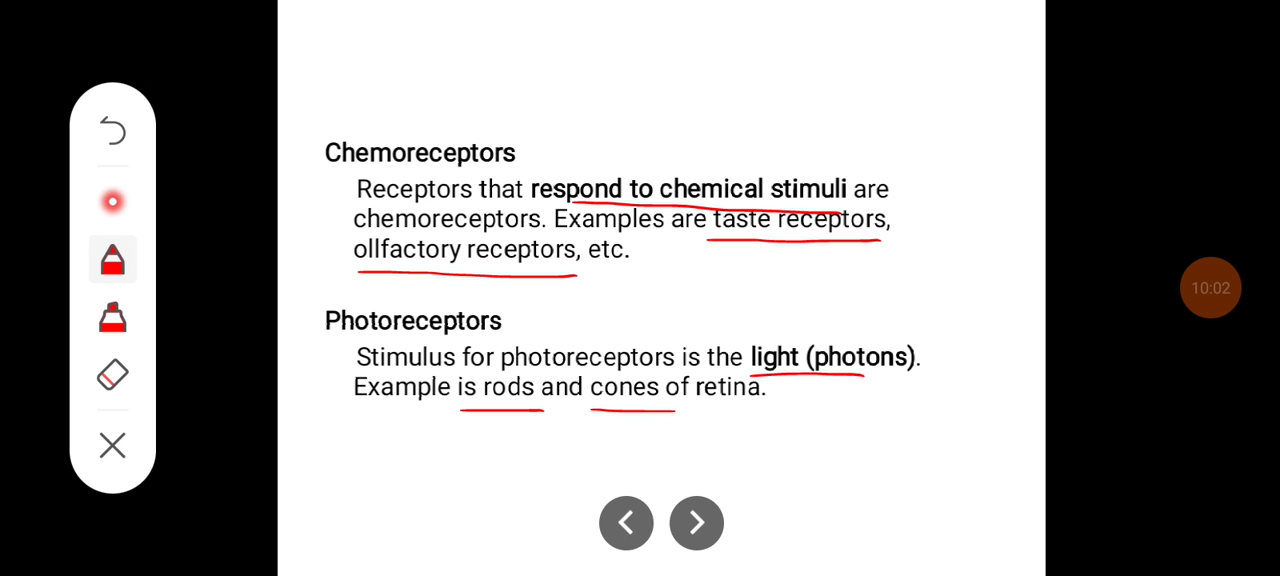 Chemoreceptors
Receptors that respond to chemical stimuli are
chemoreceptors. Examples are taste receptors,
ollfactory receptors, etc.
Photoreceptors
Stimulus for photoreceptors is the light (photons).
Example is rods and cones of retina.
10:02